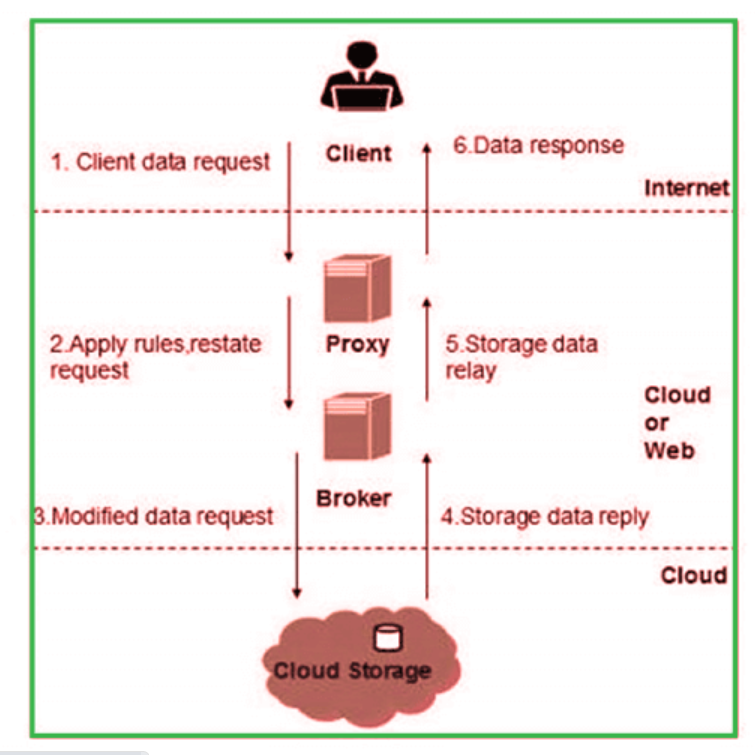 Client
1. Client data request
6.Data response
Internet
2.Apply rules,restate
request
Proxy
5.Storage data
relay
Cloud
or
Web
Broker
3.Modified data request
4.Storage data reply
Cloud
Cloud Storage